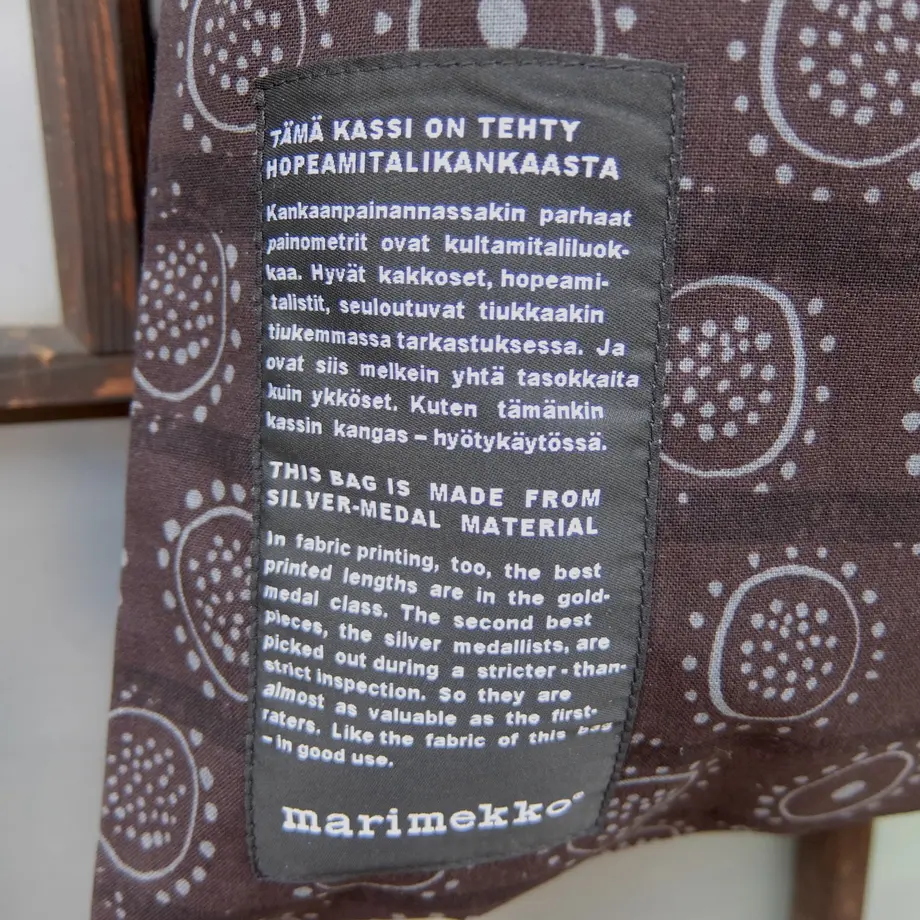 TÄMÄ KASSI ON TEHTY
HOPEAMITALIKANKAASTA
Kankaanpainannassakin parhaat
painometrit ovat kultamitaliluok-
kaa. Hyvät kakkoset, hopeami-
talistit, seuloutuvat tiukkaakin
tiukemmassa tarkastuksessa. Ja
ovat siis melkein yhtä tasokkaita
kuin ykköset. Kuten tämänkin
kassin kangas – hyötykäytössä.
THIS BAG IS MADE FROM
SILVER-MEDAL MATERIAL
In fabric printing, too, the best
printed lengths are in the gold-
medal class. The second best
pieces, the silver medallists, are
picked out during a stricter-than-
strict inspection. So they are
almost as valuable as the first-
raters. Like the fabric of this bag
– in good use.
marimekko®